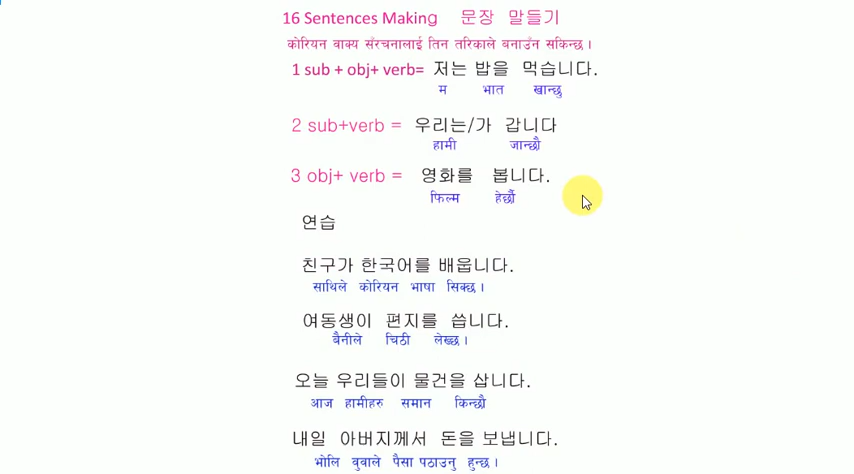 16 Sentences Making 문장 말들기
कोरियन वाक्य सँरचनालाई तिन तरिकाले बनाउँन सकिन्छ ।
1 sub + obj+ verb= 저는 밥을 먹습니다.
म भात खान्छु
2 sub+verb = 우리는/가 갑니다
हामी जान्छौ
3 obj+ verb = 영화를 봅니다.
फिल्म हेर्छौं
연습
친구가 한국어를 배웁니다.
साथिले कोरियन भाषा सिक्छ ।
여동생이 편지를 씁니다.
बैनीले चिठी लेख्छ ।
오늘 우리들이 물건을 삽니다.
आज हामीहरु समान किन्छौ
내일 아버지께서 돈을 보냅니다.
भोलि बुवाले पैसा पठाउनु हुन्छ ।